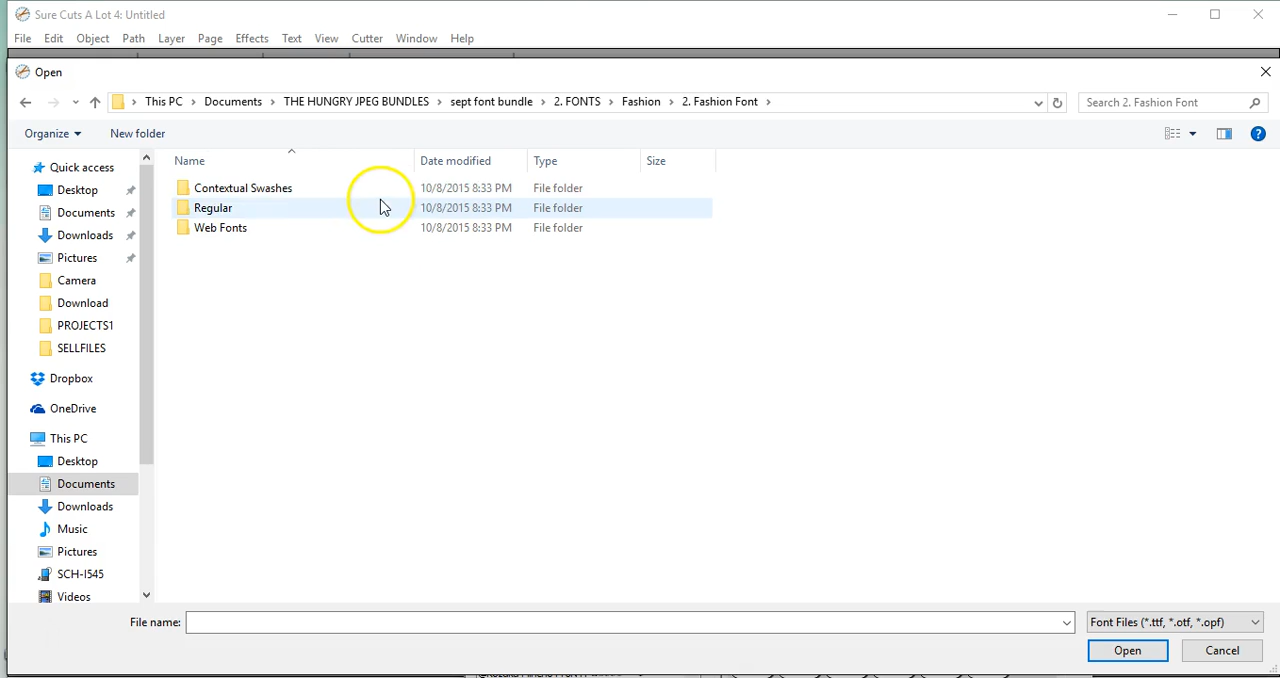 Sure Cuts A Lot 4: Untitled
File Edit Object Path Layer Page Effects Text View Cutter Window Help
Open
This PC Documents THE HUNGRY JPEG BUNDLES sept font bundle 2. FONTS Fashion 2. Fashion Font
Search 2. Fashion Font
Organize New folder
Name Date modified Type Size
Quick access
Desktop
Documents
Downloads
Pictures
Camera
Download
PROJECTS1
SELLFILES
Dropbox
OneDrive
This PC
Desktop
Documents
Downloads
Music
Pictures
SCH-I545
Videos
Contextual Swashes 10/8/2015 8:33 PM File folder
Regular 10/8/2015 8:33 PM File folder
Web Fonts 10/8/2015 8:33 PM File folder
File name: Font Files (*.ttf, *.otf, *.opf)
Open Cancel